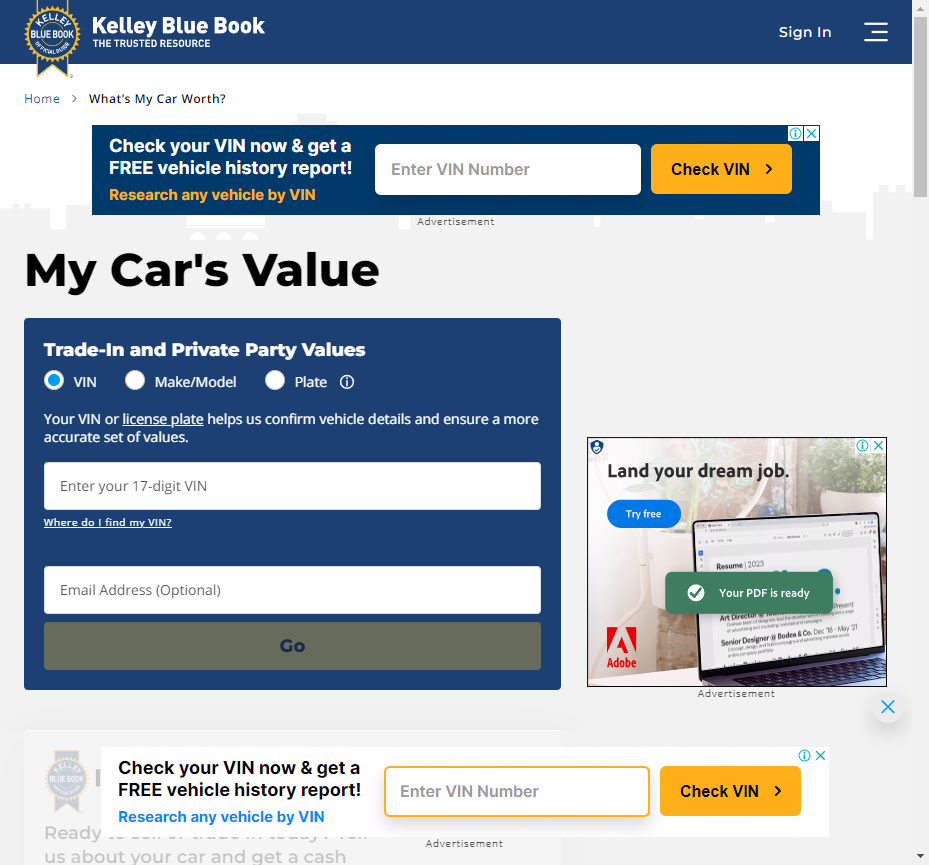 KELLEY
BLUE BOOK
OFFICIAL GUIDE
Kelley Blue Book
THE TRUSTED RESOURCE
Sign In
Home > What's My Car Worth?
Check your VIN now & get a
FREE vehicle history report!
Research any vehicle by VIN
Enter VIN Number
Check VIN >
Advertisement
My Car's Value
Trade-In and Private Party Values
VIN
Make/Model
Plate
Your VIN or license plate helps us confirm vehicle details and ensure a more
accurate set of values.
Enter your 17-digit VIN
Where do I find my VIN?
Email Address (Optional)
Go
Land your dream job.
Try free
Resume | 2023
Your PDF is ready
Art Director @
Present
Senior Designer @ Bodea & Co. Dec '18 - May '21
Adobe
Advertisement
KELLEY
BLUE BOOK
Check your VIN now & get a
FREE vehicle history report!
Research any vehicle by VIN
Enter VIN Number
Check VIN >
Advertisement
Ready
us about your car and get a cash